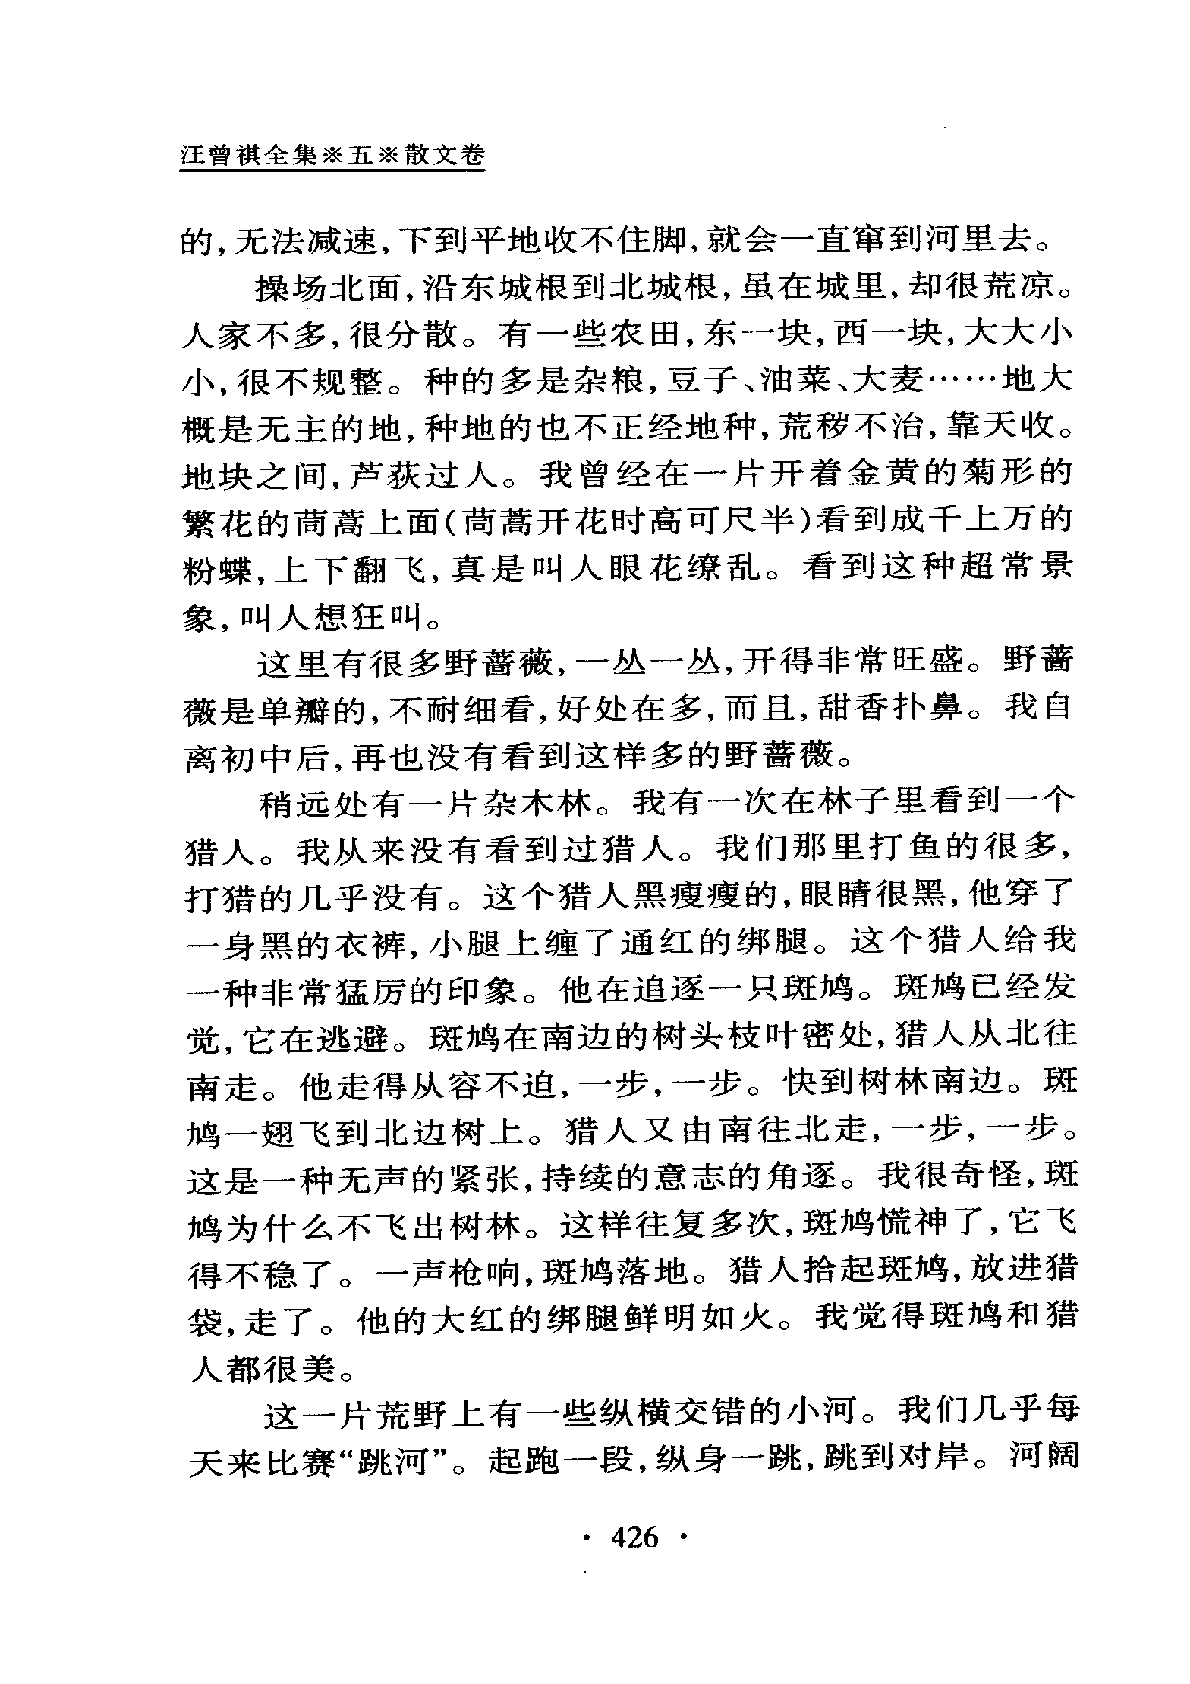 汪曾祺全集※五※散文卷
的,无法减速,下到平地收不住脚,就会一直窜到河里去。
操场北面,沿东城根到北城根,虽在城里,却很荒凉。
人家不多,很分散。有一些农田,东一块,西一块,大大小
小,很不规整。种的多是杂粮,豆子、油菜、大麦……地大
概是无主的地,种地的也不正经地种,荒秽不治,靠天收。
地块之间,芦荻过人。我曾经在一片开着金黄的菊形的
繁花的茼蒿上面(茼蒿开花时高可尺半)看到成千上万的
粉蝶,上下翻飞,真是叫人眼花缭乱。看到这种超常景
象,叫人想狂叫。
这里有很多野蔷薇,一丛一丛,开得非常旺盛。野蔷
薇是单瓣的,不耐细看,好处在多,而且,甜香扑鼻。我自
离初中后,再也没有看到这样多的野蔷薇。
稍远处有一片杂木林。我有一次在林子里看到一个
猎人。我从来没有看到过猎人。我们那里打鱼的很多,
打猎的几乎没有。这个猎人黑瘦瘦的,眼睛很黑,他穿了
一身黑的衣裤,小腿上缠了通红的绑腿。这个猎人给我
一种非常猛厉的印象。他在追逐一只斑鸠。斑鸠已经发
觉,它在逃避。斑鸠在南边的树头枝叶密处,猎人从北往
南走。他走得从容不迫,一步,一步。快到树林南边。斑
鸠一翅飞到北边树上。猎人又由南往北走,一步,一步。
这是一种无声的紧张,持续的意志的角逐。我很奇怪,斑
鸠为什么不飞出树林。这样往复多次,斑鸠慌神了,它飞
得不稳了。一声枪响,斑鸠落地。猎人拾起斑鸠,放进猎
袋,走了。他的大红的绑腿鲜明如火。我觉得斑鸠和猎
人都很美。
这一片荒野上有一些纵横交错的小河。我们几乎每
天来比赛“跳河”。起跑一段,纵身一跳,跳到对岸。河阔
· 426 ·